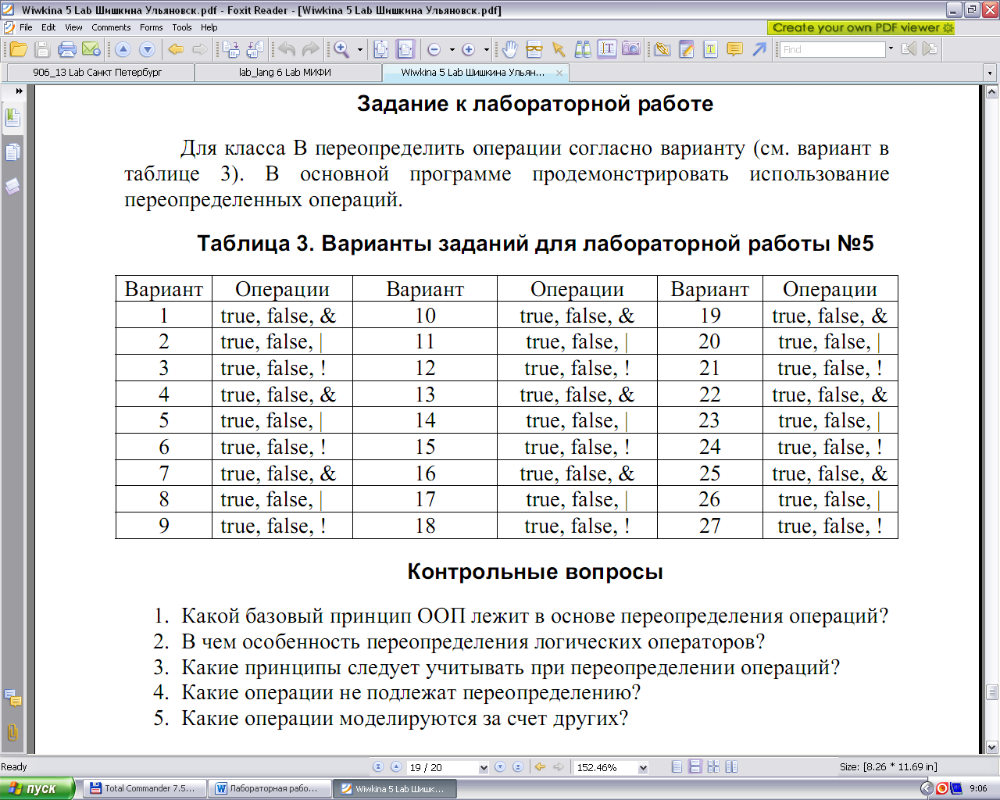 Wiwkina 5 Lab Шишкина Ульяновск.pdf - Foxit Reader - [Wiwkina 5 Lab Шишкина Ульяновск.pdf]
File Edit View Comments Forms Tools Help
Create your own PDF viewer
Find
906_13 Lab Санкт Петербург lab_lang 6 Lab МИФИ Wiwkina 5 Lab Шишкина Ульян...
Задание к лабораторной работе
Для класса B переопределить операции согласно варианту (см. вариант в
таблице 3). В основной программе продемонстрировать использование
переопределенных операций.
Таблица 3. Варианты заданий для лабораторной работы №5
Вариант Операции Вариант Операции Вариант Операции
1 true, false, & 10 true, false, & 19 true, false, &
2 true, false, | 11 true, false, | 20 true, false, |
3 true, false, ! 12 true, false, ! 21 true, false, !
4 true, false, & 13 true, false, & 22 true, false, &
5 true, false, | 14 true, false, | 23 true, false, |
6 true, false, ! 15 true, false, ! 24 true, false, !
7 true, false, & 16 true, false, & 25 true, false, &
8 true, false, | 17 true, false, | 26 true, false, |
9 true, false, ! 18 true, false, ! 27 true, false, !
Контрольные вопросы
1. Какой базовый принцип ООП лежит в основе переопределения операций?
2. В чем особенность переопределения логических операторов?
3. Какие принципы следует учитывать при переопределении операций?
4. Какие операции не подлежат переопределению?
5. Какие операции моделируются за счет других?
Ready 19 / 20 152.46% Size: [8.26 * 11.69 in]
пуск Total Commander 7.5... Лабораторная рабо... Wiwkina 5 Lab Шишк... 9:06